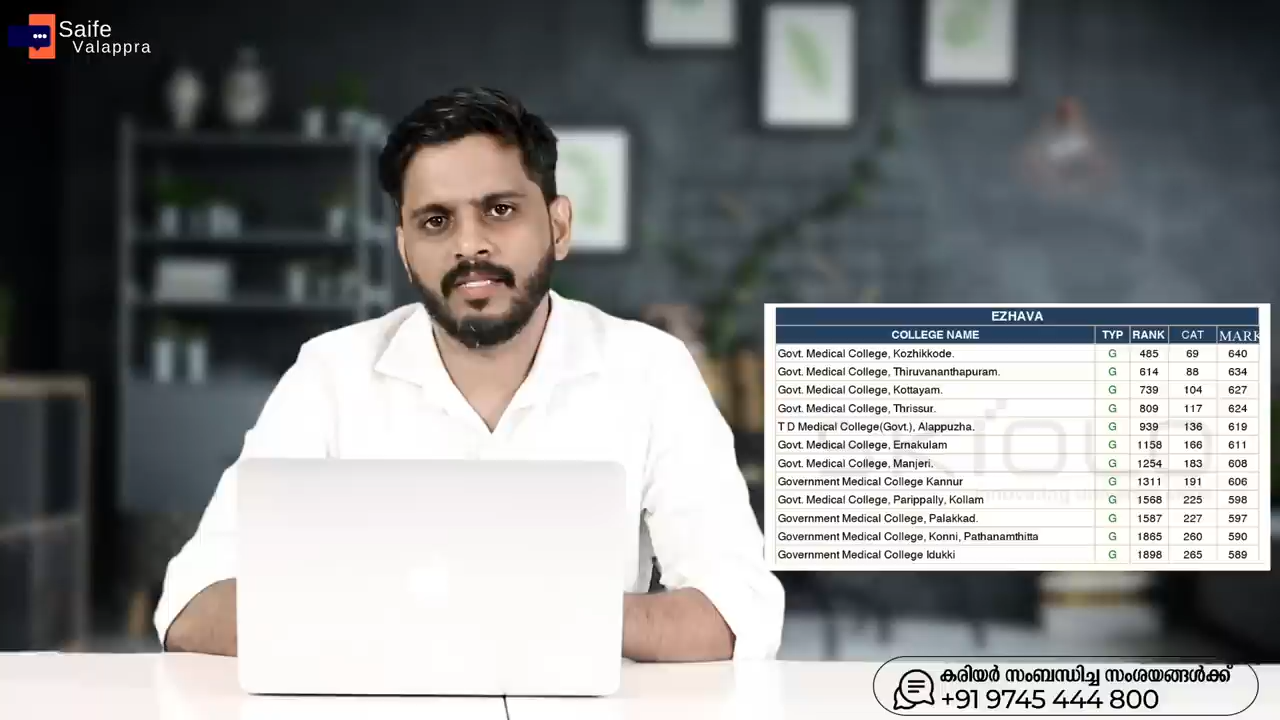 Saife
Valappra
EZHAVA
COLLEGE NAME TYP RANK CAT MARK
Govt. Medical College, Kozhikkode. G 485 69 640
Govt. Medical College, Thiruvananthapuram. G 614 88 634
Govt. Medical College, Kottayam. G 739 104 627
Govt. Medical College, Thrissur. G 809 117 624
T D Medical College(Govt.), Alappuzha. G 939 136 619
Govt. Medical College, Ernakulam G 1158 166 611
Govt. Medical College, Manjeri. G 1254 183 608
Government Medical College Kannur G 1311 191 606
Govt. Medical College, Parippally, Kollam G 1568 225 598
Government Medical College, Palakkad. G 1587 227 597
Government Medical College, Konni, Pathanamthitta G 1865 260 590
Government Medical College Idukki G 1898 265 589
കരിയർ സംബന്ധിച്ച സംശയങ്ങൾക്ക്
+91 9745 444 800